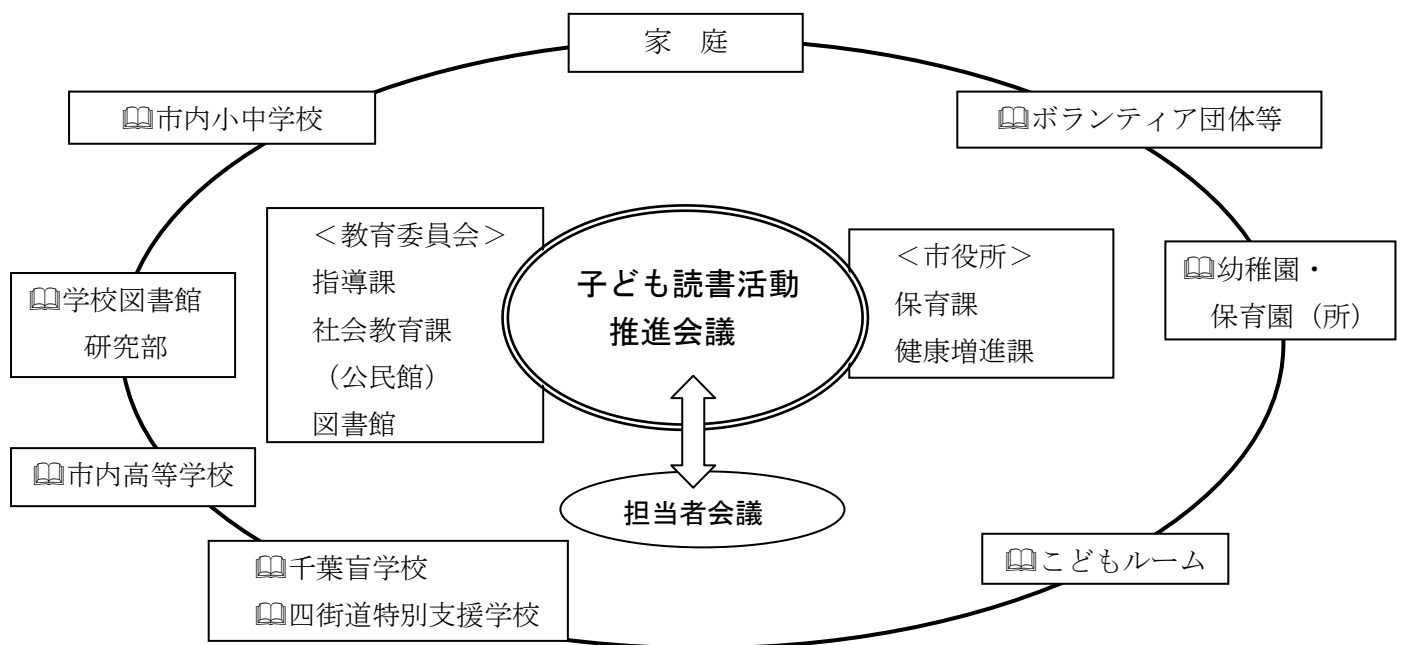 家　庭
🕮市内小中学校
🕮ボランティア団体等
＜教育委員会＞
指導課
社会教育課
（公民館）
図書館
子ども読書活動
推進会議
＜市役所＞
保育課
健康増進課
🕮幼稚園・
保育園（所）
🕮学校図書館
研究部
🕮市内高等学校
担当者会議
🕮千葉盲学校
🕮四街道特別支援学校
🕮こどもルーム